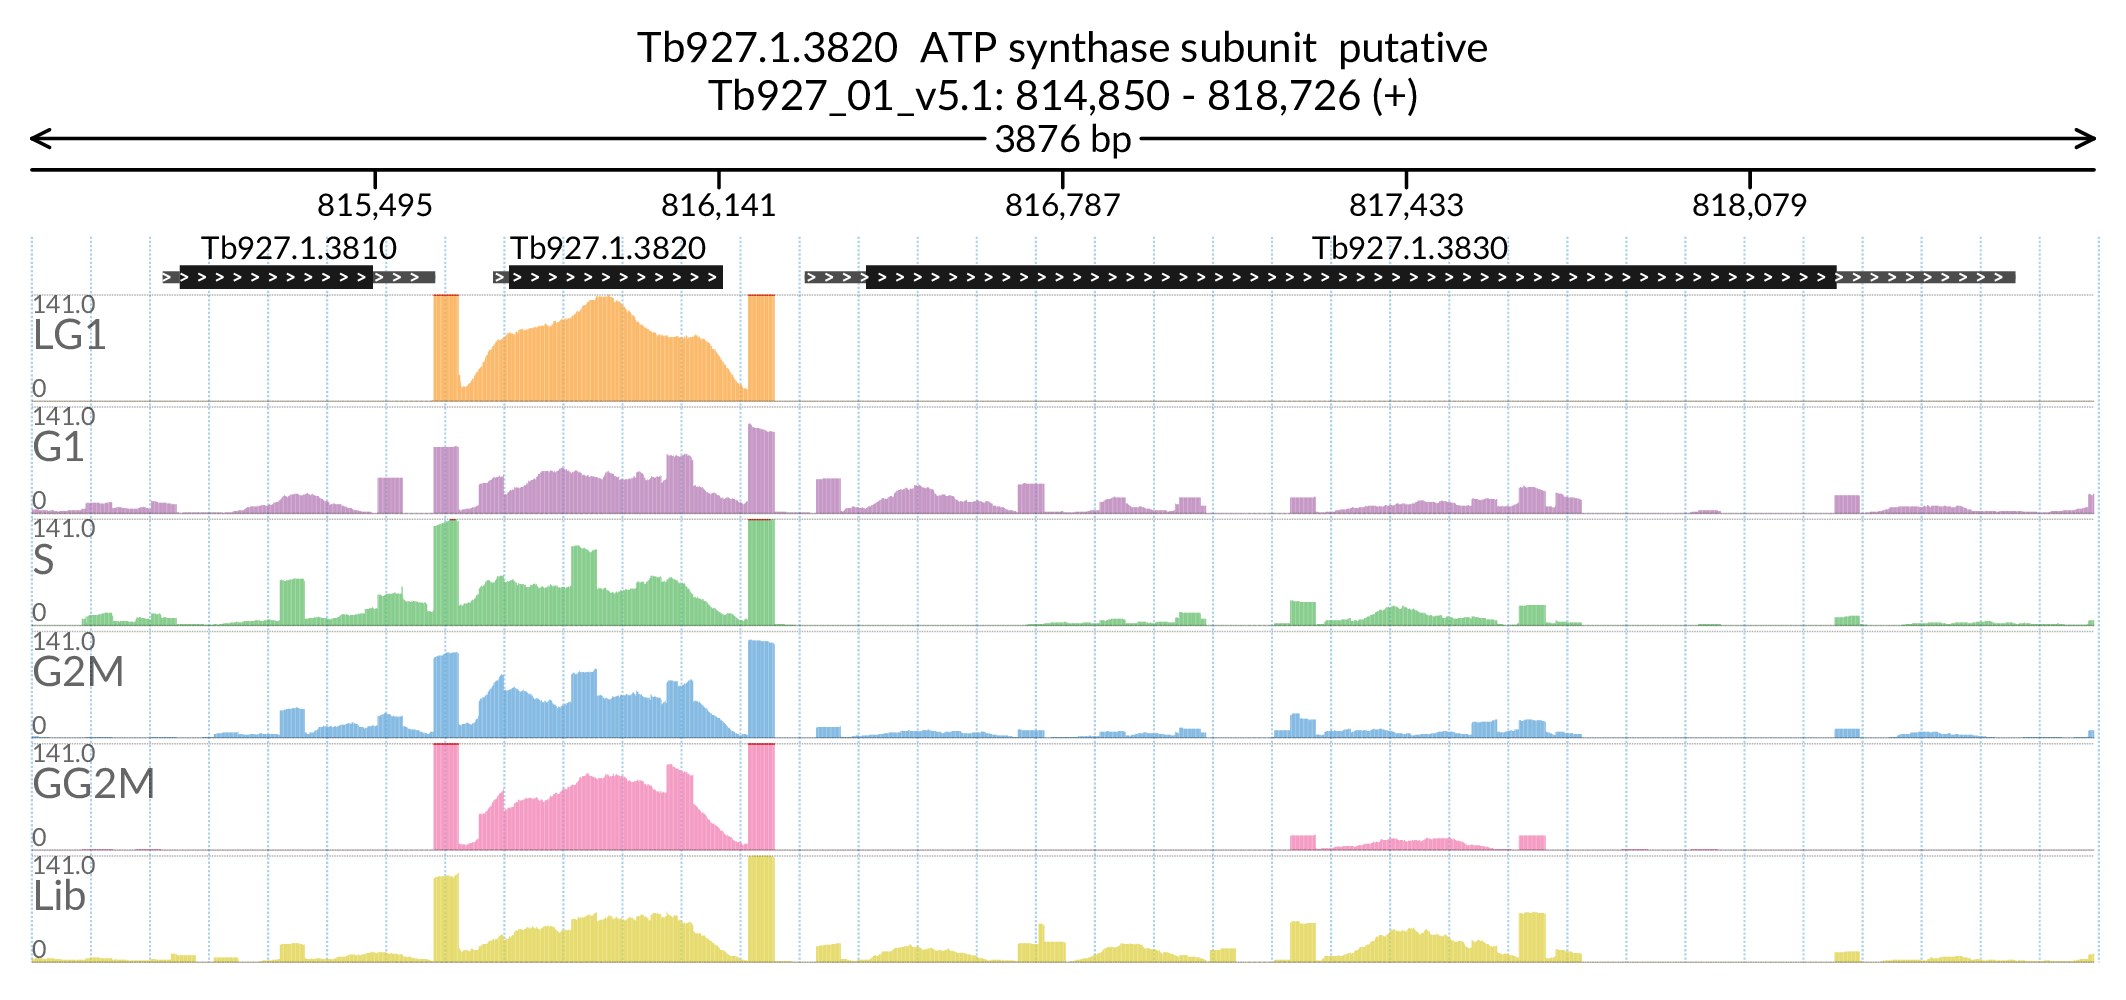 Tb927.1.3820 ATP synthase subunit putative
Tb927_01_v5.1: 814,850 - 818,726 (+)
3876 bp
815,495 816,141 816,787 817,433 818,079
Tb927.1.3810 Tb927.1.3820 Tb927.1.3830
141.0
LG1
0
141.0
G1
0
141.0
S
0
141.0
G2M
0
141.0
GG2M
0
141.0
Lib
0